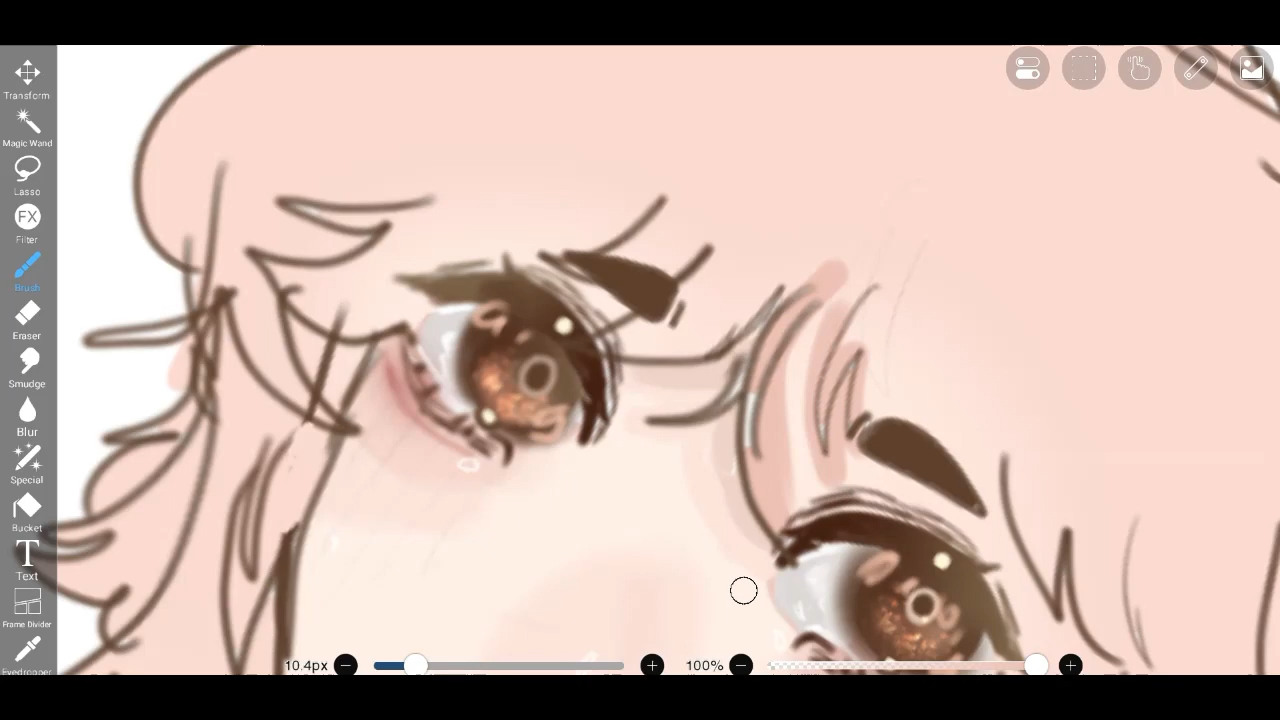 Transform
Magic Wand
Lasso
FX
Filter
Brush
Eraser
Smudge
Blur
Special
Bucket
T
Text
Frame Divider
Eyedropper
10.4px
100%